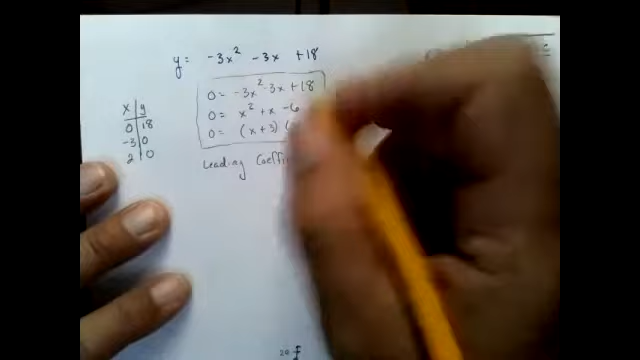 y = -3x² -3x +18
0 = -3x² -3x +18
0 = x² + x -6
0 = (x+3)(
Leading
x y
0 18
-3 0
2 0
20